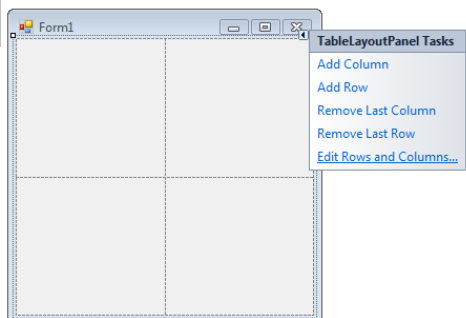 Form1
TableLayoutPanel Tasks
Add Column
Add Row
Remove Last Column
Remove Last Row
Edit Rows and Columns...